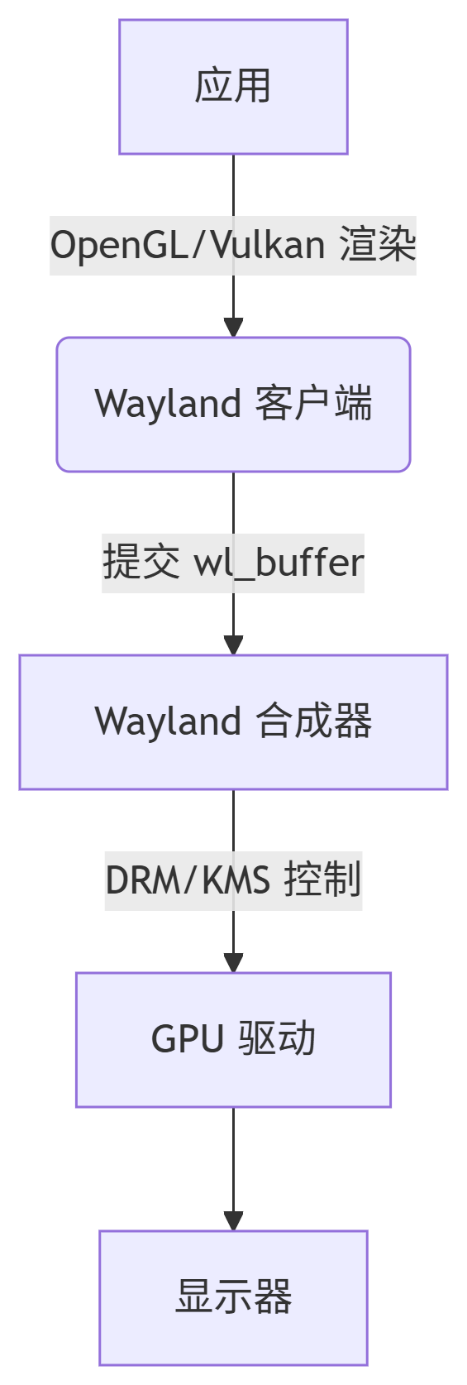 应用
OpenGL/Vulkan 渲染
Wayland 客户端
提交 wl_buffer
Wayland 合成器
DRM/KMS 控制
GPU 驱动
显示器